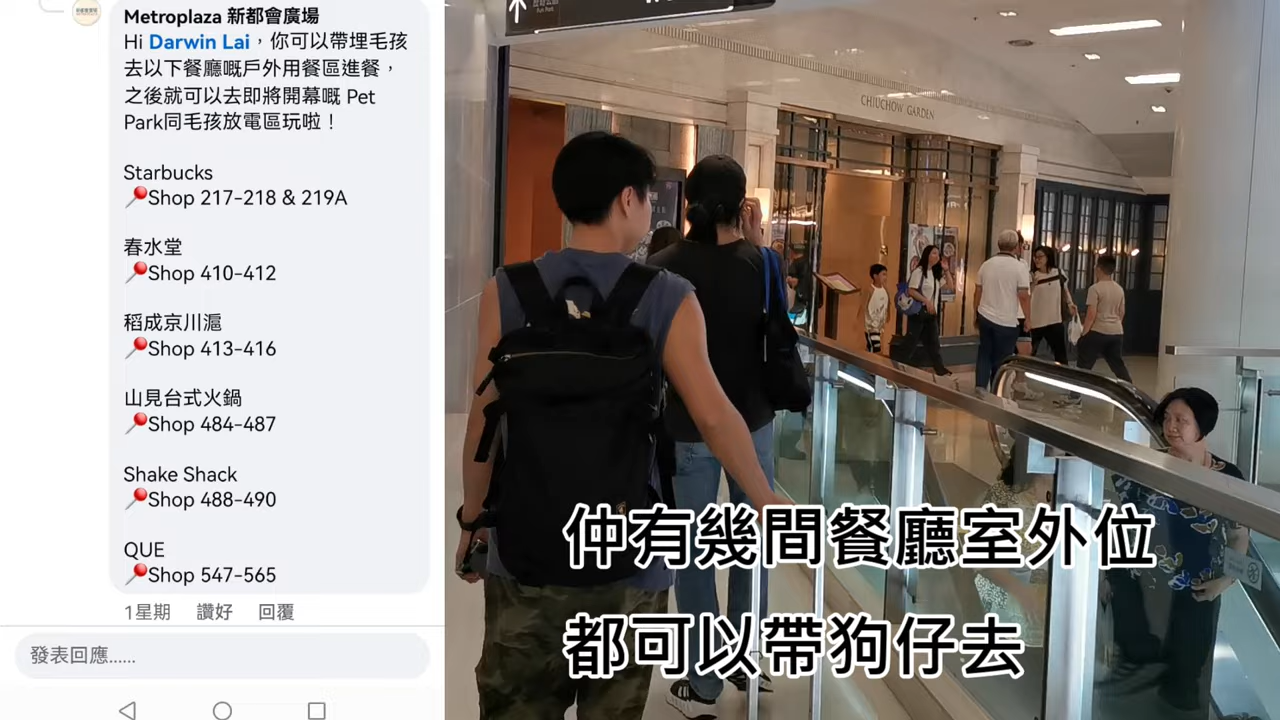 Metroplaza 新都會廣場
Hi Darwin Lai，你可以帶埋毛孩
去以下餐廳嘅戶外用餐區進餐，
之後就可以去即將開幕嘅 Pet
Park同毛孩放電區玩啦！
Starbucks
📍Shop 217-218 & 219A
春水堂
📍Shop 410-412
稻成京川滬
📍Shop 413-416
山見台式火鍋
📍Shop 484-487
Shake Shack
📍Shop 488-490
QUE
📍Shop 547-565
1星期 讚好 回覆
發表回應......
CHIUCHOW GARDEN
仲有幾間餐廳室外位
都可以帶狗仔去